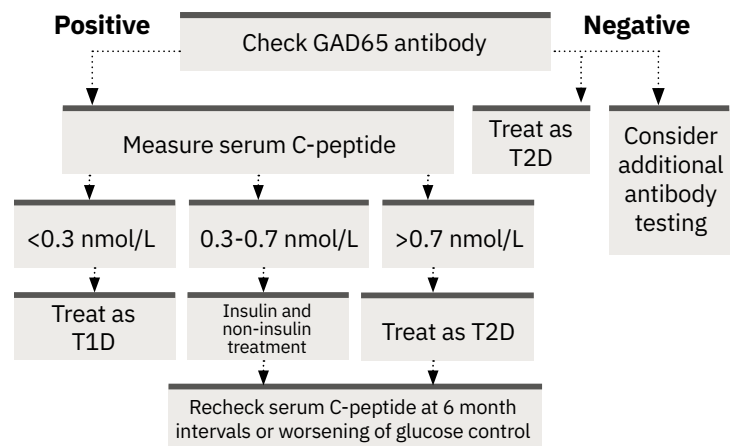 Positive
Check GAD65 antibody
Negative
Measure serum C-peptide
Treat as
T2D
Consider
additional
antibody
testing
<0.3 nmol/L
0.3-0.7 nmol/L
>0.7 nmol/L
Treat as
T1D
Insulin and
non-insulin
treatment
Treat as T2D
Recheck serum C-peptide at 6 month
intervals or worsening of glucose control